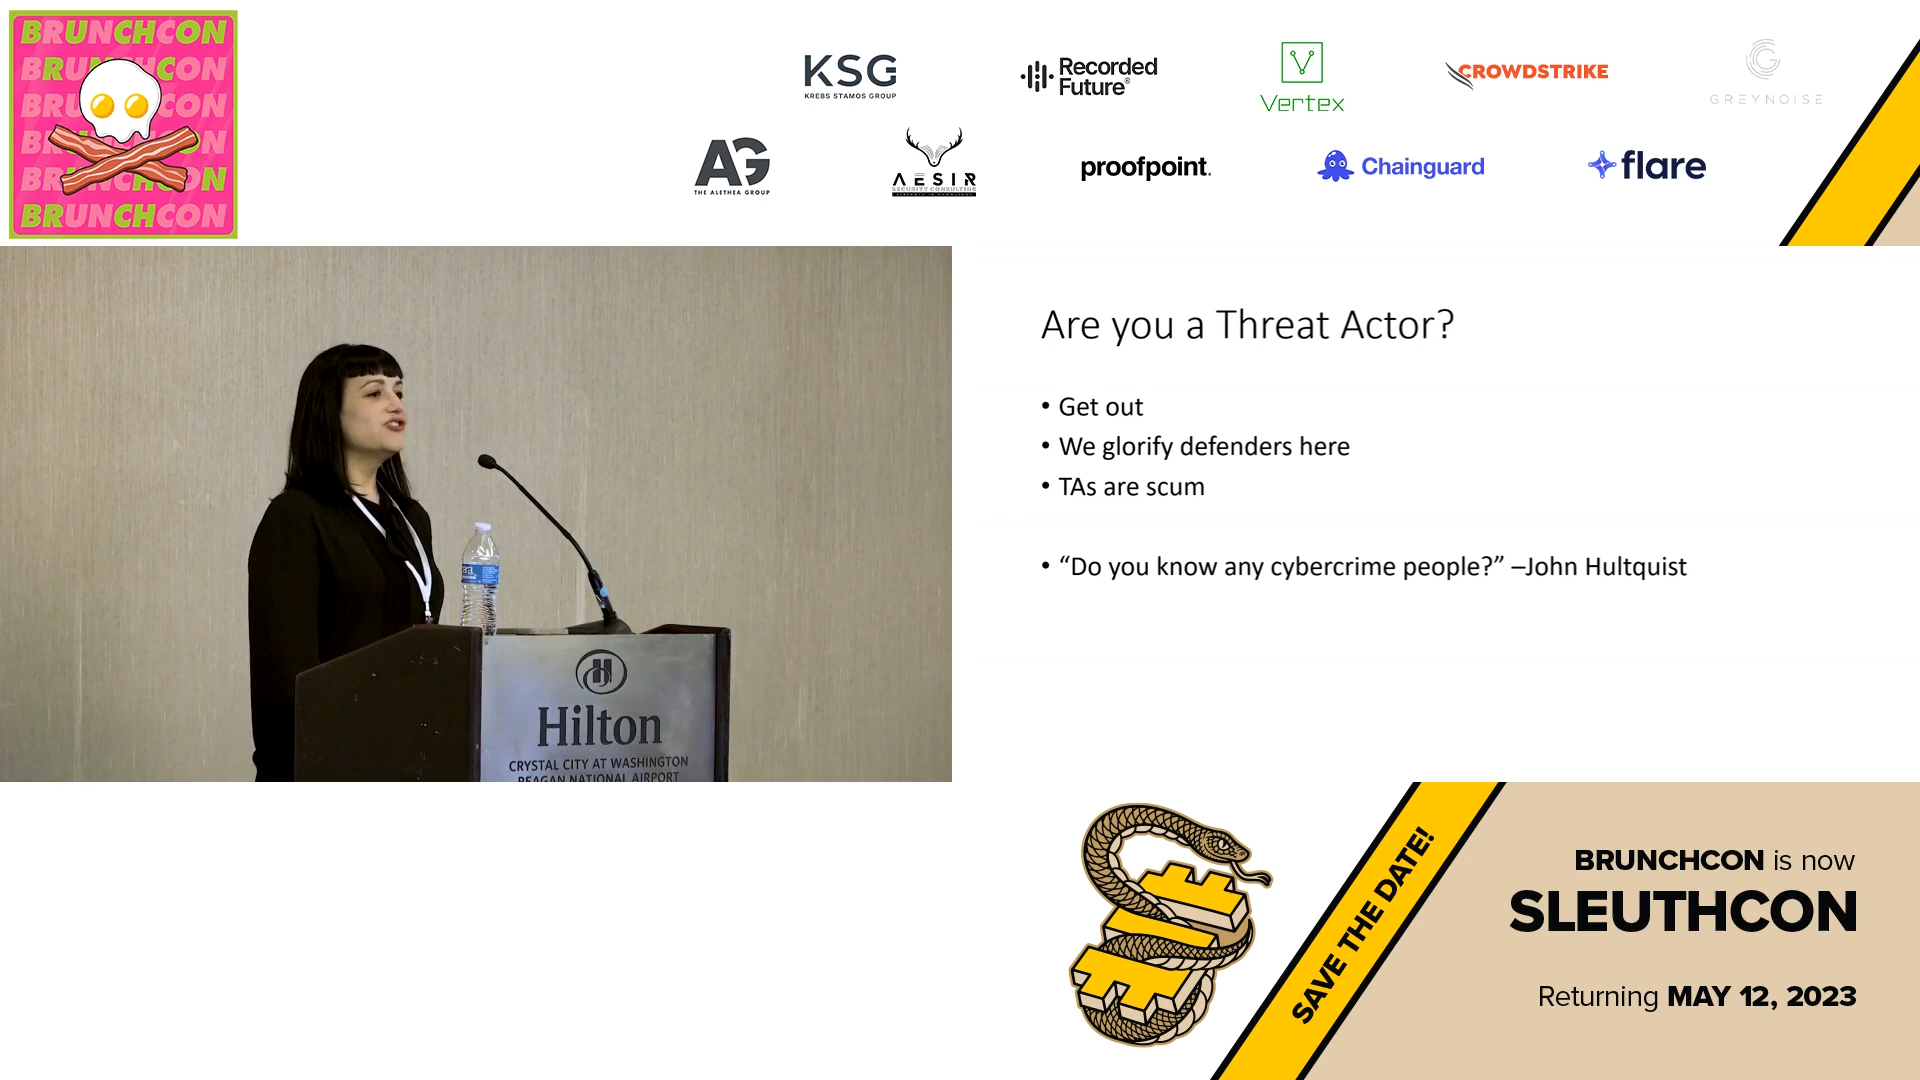 BRUNCHCON
BRUNCHCON
BRUNCHCON
BRUNCHCON
BRUNCHCON
BRUNCHCON
KSG
KREBS STAMOS GROUP
Recorded
Future®
Vertex
CROWDSTRIKE
GREYNOISE
AG
THE ALETHEA GROUP
AESIR
SECURITY CONSULTING
proofpoint.
Chainguard
flare
Are you a Threat Actor?
• Get out
• We glorify defenders here
• TAs are scum
• “Do you know any cybercrime people?” –John Hultquist
Hilton
CRYSTAL CITY AT WASHINGTON
REAGAN NATIONAL AIRPORT
SAVE THE DATE!
BRUNCHCON is now
SLEUTHCON
Returning MAY 12, 2023